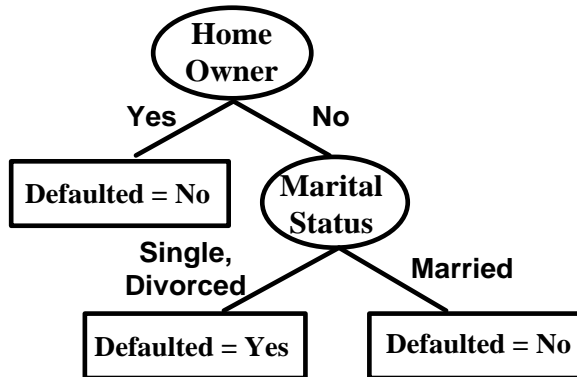 Home
Owner
Yes
No
Defaulted = No
Marital
Status
Single,
Divorced
Married
Defaulted = Yes
Defaulted = No